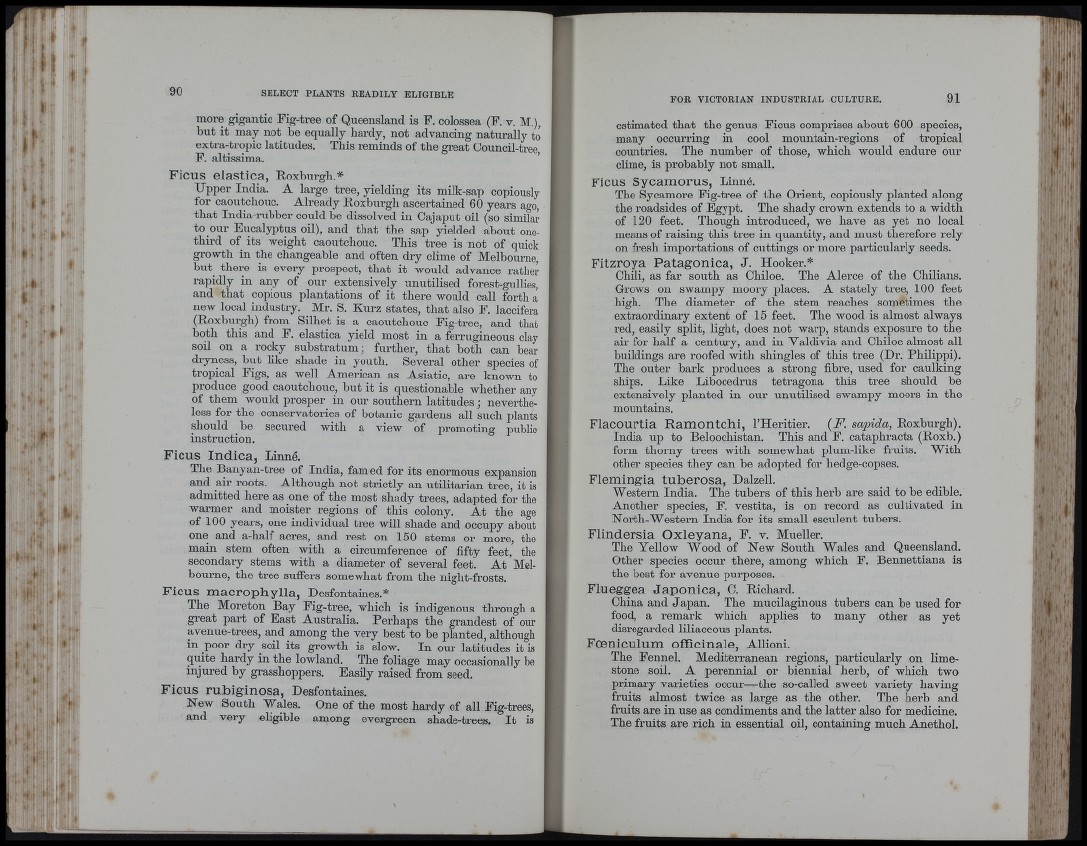 90 SELECT PLANTS READILY ELIGIBLE
more gigantic Fig-tree of Queensland is F. colossea (F. v. M.),
but it may not be equally hardy, not advancing naturally to
extra-tropic latitudes. This reminds of the great Council-tree,
F. altissima.
Ficus elastica, Roxburgh.*
Upper India. A large tree, yielding its milk-sap copiously
for caoutchouc. Already Roxburgh ascertained 60 years ago,
that India-rubber could be dissolved in Cajaput oil (so similar
to our Eucalyptus oil), and that the sap yielded about one-
third of its weight caoutchouc. This tree is not of quick
growth in the changeable and often dry clime of Melbourne,
but there is every prospect, that it would advance rather
rapidly in any of our extensively unutilised forest-gullies,
and that copious plantations of it there would call forth a
new local industry. Mr. S. Kurz states, that also F. laccifera
(Roxburgh) from Silhet is a caoutchouc Fig-tree, and that
both this and F. elastica yield most in a ferrugineous clay
soil on a rocky substratum; further, that both can bear
dryness, but like shade in youth. Several other species of
tropical Figs, as well American as Asiatic, are known to
produce good caoutchouc, but it is questionable whether any
of them would prosper in our southern latitudes; neverthe-
less for the conservatories of botanic gardens all such plants
should be secured with a view of promoting public
instruction.
Ficus Indica, Linné.
The Banyan-tree of India, famed for its enormous expansion
and air roots. Although not strictly an utilitarian tree, it is
admitted here as one of the most shady trees, adapted for the
warmer and moister regions of this colony. At the age
of 100 years, one individual tree will shade and occupy about
one and a-half acres, and rest on 150 stems or more, the
main stem often with a circumference of fifty feet, the
secondary stems with a diameter of several feet. At Mel-
bourne, the tree suffers somewhat from the night-frosts.
Ficus macrophylla, Desfontaines.*
The Moreton Bay Fig-tree, which is indigenous through a
great part of East Australia. Perhaps the grandest of our
avenue-trees, and among the very best to be planted, although
in poor dry soil its growth is slow. In our latitudes it is
quite hardy in the lowland. The foliage may occasionally be
injured by grasshoppers. Easily raised from seed.
Ficus rubiginosa, Desfontaines.
New South Wales. One of the most hardy of all Fig-trees,
and very eligible among evergreen shade-trees. It is
FOR VICTORIAN INDUSTRIAL CULTURE. 91
estimated that the genus Ficus comprises about 600 species,
many occurring in cool mountain-regions of tropical
countries. The number of those, which would endure our
clime, is probably not small.
Ficus Sycamorus, Linné.
The Sycamore Fig-tree of the Orient, copiously planted along
the roadsides of Egypt. The shady crown extends to a width
of 120 feet. Though introduced, we have as yet no local
means of raising this tree in quantity, and must therefore rely
on fresh importations of cuttings or more particularly seeds.
Fitzroya Patagonica, J. Hooker.*
Chili, as far south as Chiloe. The Alerce of the Chilians.
Grows on swampy moory places. A stately tree, 100 feet
high. The diameter of the stem reaches sometimes the
extraordinary extent of 15 feet. The wood is almost always
red, easily split, light, does not warp, stands exposure to the
air for half a century, and in Valdivia and Chiloe almost all
buildings are roofed with shingles of this tree (Dr. Philippi).
The outer bark produces a strong fibre, used for caulking
ships. Like Libocedrus tetragona this tree should be
extensively planted in our unutilised swampy moors in the
mountains.
Flacourtia Ramontchi, l'Heritier. (F. sapida, Roxburgh).
India up to Beloochistan. This and F. cataphracta (Roxb.)
form thorny trees with somewhat plum-like fruits. With
other species they can be adopted for hedge-copses.
Flemingia tuberosa, Dalzell.
Western India. The tubers of this herb are said to be edible.
Another species, F. vestita, is on record as cultivated in
North-Western India for its small esculent tubers.
Flindersia Oxleyana, F. v. Mueller.
The Yellow Wood of New South Wales and Queensland.
Other species occur there, among which F. Bennettiana is
the best for avenue purposes.
Flueggea Japonica, C. Richard.
China and Japan. The mucilaginous tubers can be used for
food, a remark which applies to many other as yet
disregarded liliaceous plants.
Fœniculum officinale, Allioni.
The Fennel. Mediterranean regions, particularly on lime-
stone soil. A perennial or biennial herb, of which two
primary varieties occur—the so-called sweet variety having
fruits almost twice as large as the other. The herb and
fruits are in use as condiments and the latter also for medicine.
The fruits are rich in essential oil, containing much Anethol.